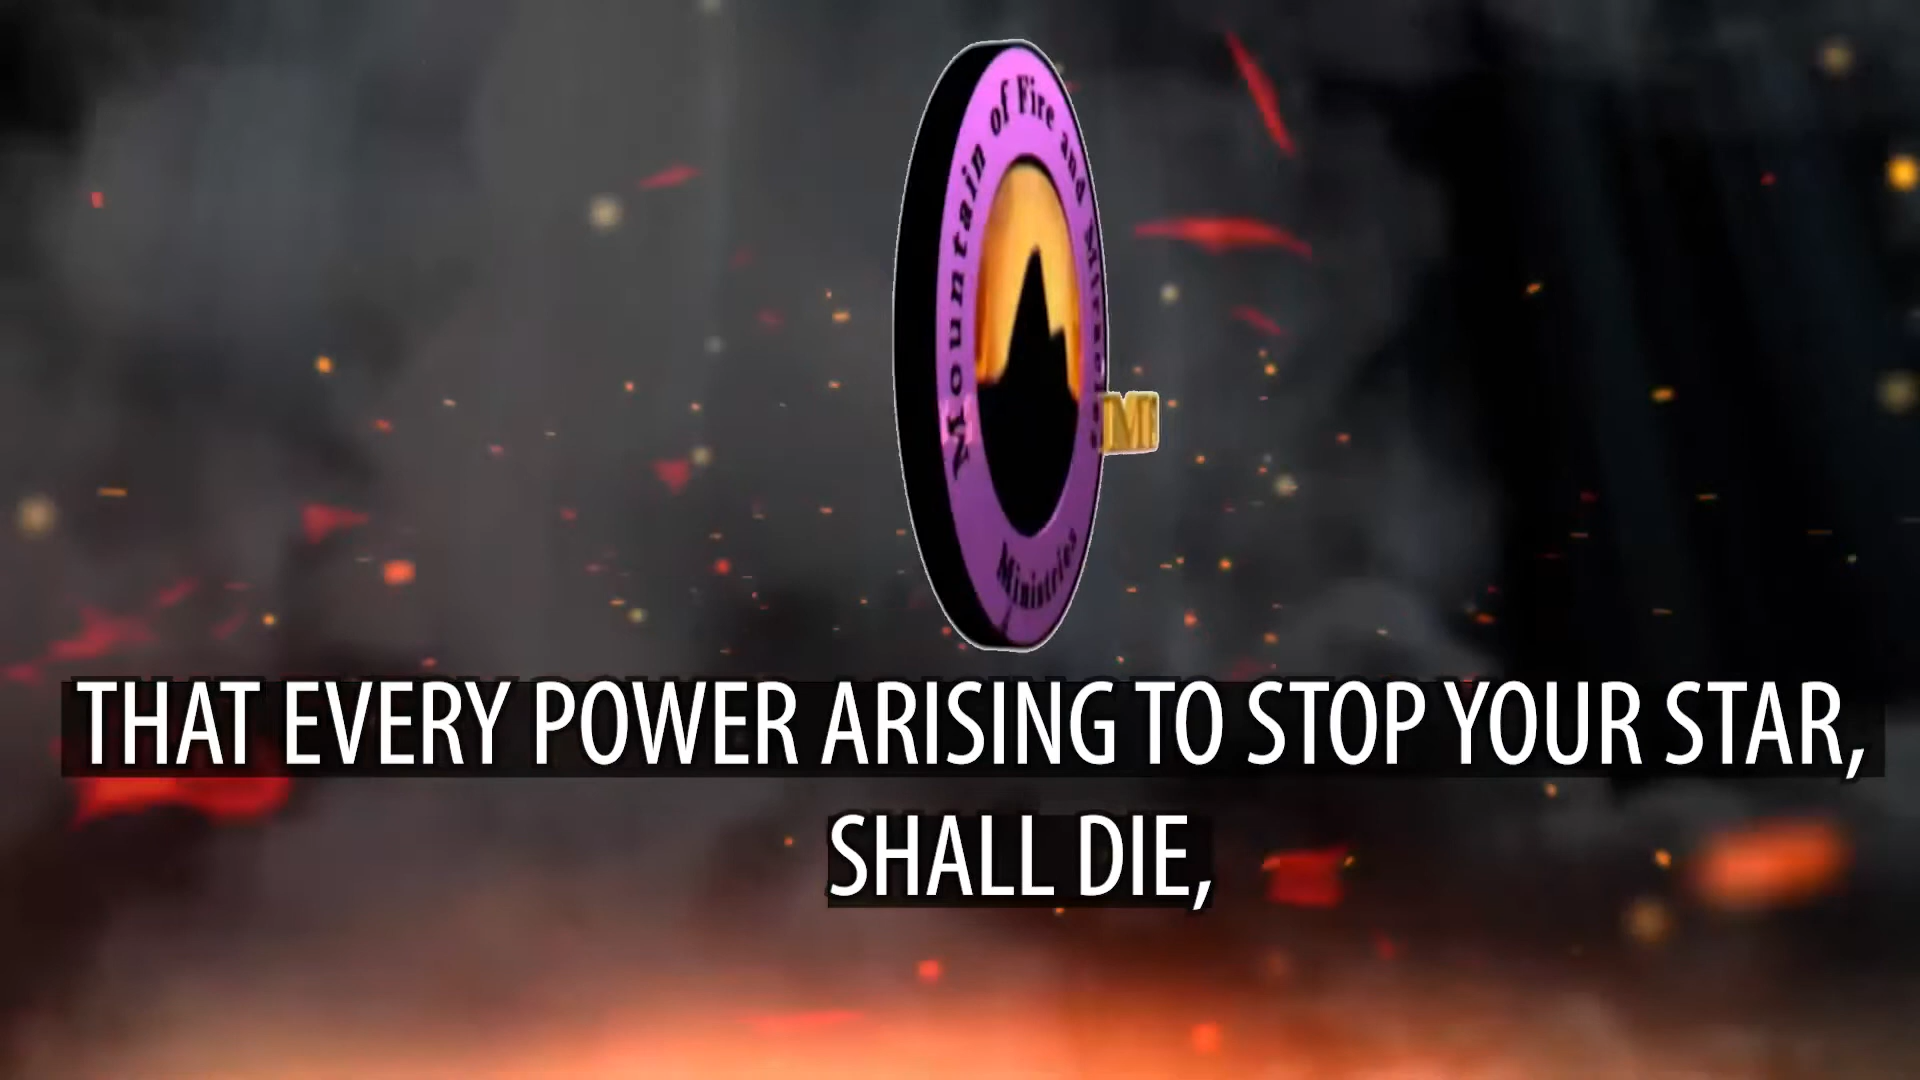 Mountain of Fire and Miracles
Ministries
THAT EVERY POWER ARISING TO STOP YOUR STAR,
SHALL DIE,